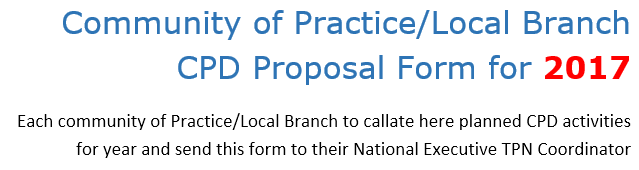 Community of Practice/Local Branch
CPD Proposal Form for 2017
Each community of Practice/Local Branch to callate here planned CPD activities
for year and send this form to their National Executive TPN Coordinator